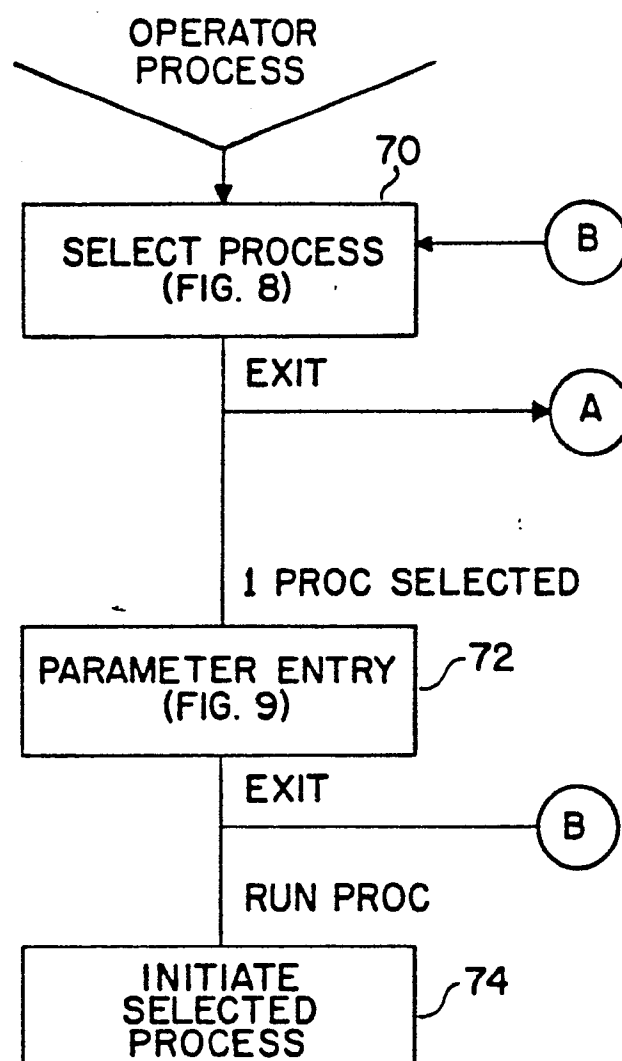 OPERATOR
PROCESS
70
SELECT PROCESS
(FIG. 8)
B
EXIT
A
1 PROC SELECTED
PARAMETER ENTRY
(FIG. 9)
72
EXIT
B
RUN PROC
INITIATE
SELECTED
PROCESS
74